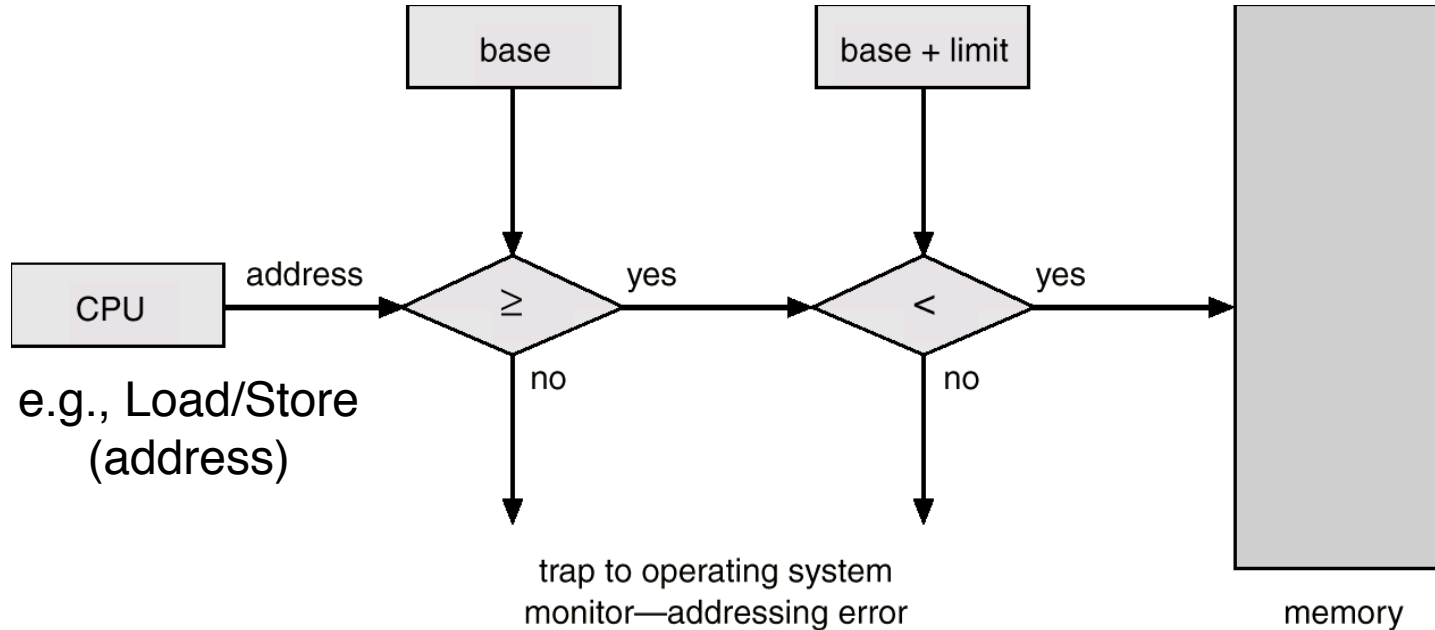 base
base + limit
CPU
address
≥
yes
<
yes
no
no
e.g., Load/Store
(address)
trap to operating system
monitor—addressing error
memory